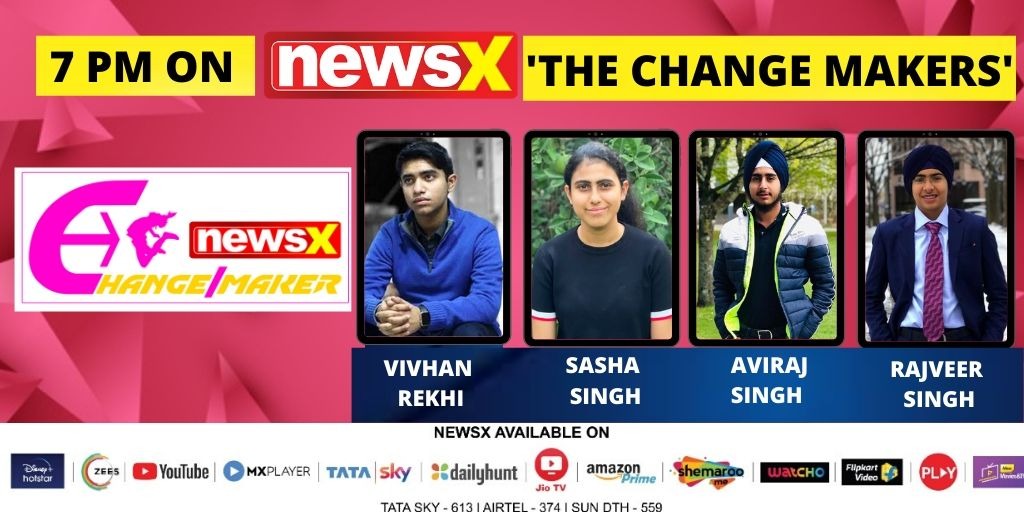 7 PM ON newsX 'THE CHANGE MAKERS'
newsX
CHANGE/MAKER
VIVHAN REKHI
SASHA SINGH
AVIRAJ SINGH
RAJVEER SINGH
NEWSX AVAILABLE ON
Disney+ hotstar ZEE5 YouTube MXPLAYER TATA sky dailyhunt Jio TV amazon Prime shemaroo me WATCHO Flipkart Video PLAY
TATA SKY - 613 | AIRTEL - 374 | SUN DTH - 559